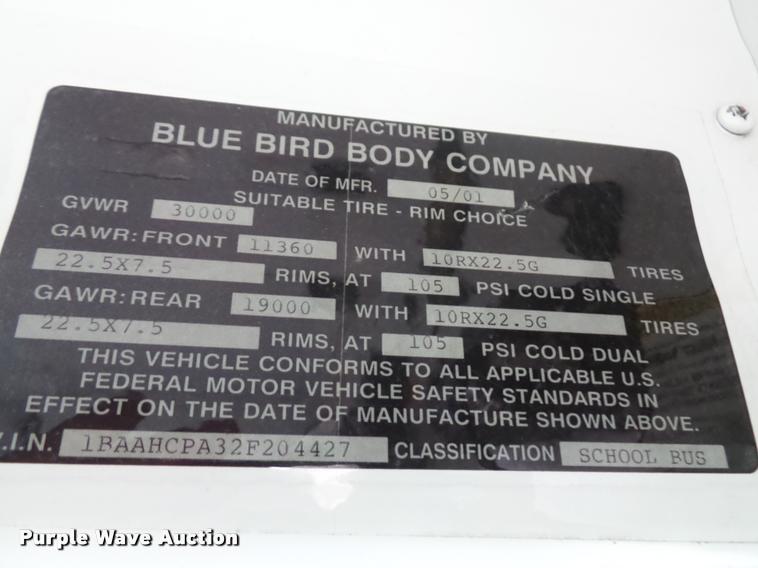 MANUFACTURED BY
BLUE BIRD BODY COMPANY
DATE OF MFR. 05/01
SUITABLE TIRE - RIM CHOICE
GVWR 30000
GAWR: FRONT 11360 WITH 10RX22.5G TIRES
22.5X7.5 RIMS, AT 105 PSI COLD SINGLE
GAWR: REAR 19000 WITH 10RX22.5G TIRES
22.5X7.5 RIMS, AT 105 PSI COLD DUAL
THIS VEHICLE CONFORMS TO ALL APPLICABLE U.S.
FEDERAL MOTOR VEHICLE SAFETY STANDARDS IN
EFFECT ON THE DATE OF MANUFACTURE SHOWN ABOVE.
V.I.N. 1BAAHCPA32F204427 CLASSIFICATION SCHOOL BUS
Purple Wave Auction